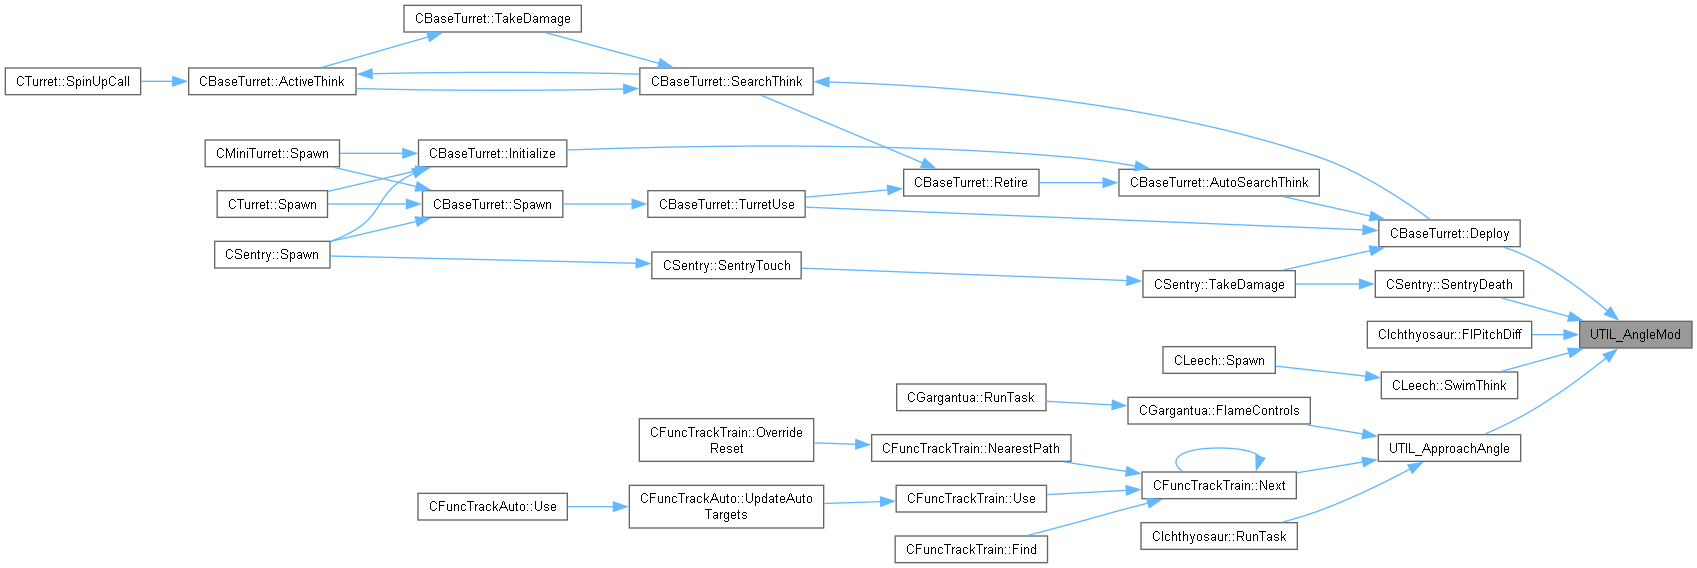 CBaseTurret::TakeDamage
CTurret::SpinUpCall
CBaseTurret::ActiveThink
CBaseTurret::SearchThink
CMiniTurret::Spawn
CBaseTurret::Initialize
CBaseTurret::Retire
CBaseTurret::AutoSearchThink
CTurret::Spawn
CBaseTurret::Spawn
CBaseTurret::TurretUse
CBaseTurret::Deploy
CSentry::Spawn
CSentry::SentryTouch
CSentry::TakeDamage
CSentry::SentryDeath
CIchthyosaur::FlPitchDiff
UTIL_AngleMod
CLeech::Spawn
CLeech::SwimThink
CGargantua::RunTask
CGargantua::FlameControls
CFuncTrackTrain::Override
Reset
CFuncTrackTrain::NearestPath
UTIL_ApproachAngle
CFuncTrackTrain::Next
CFuncTrackAuto::Use
CFuncTrackAuto::UpdateAuto
Targets
CFuncTrackTrain::Use
CFuncTrackTrain::Find
CIchthyosaur::RunTask